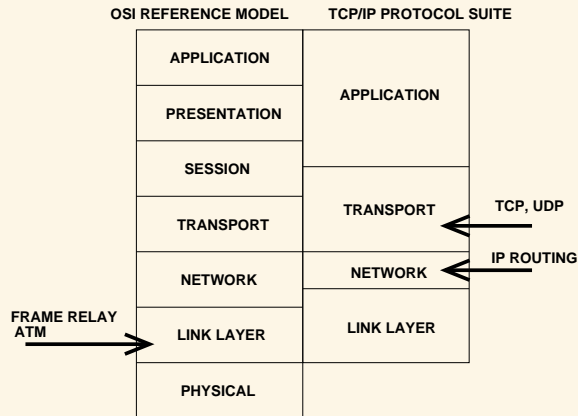 OSI REFERENCE MODEL
TCP/IP PROTOCOL SUITE
APPLICATION
PRESENTATION
SESSION
TRANSPORT
NETWORK
LINK LAYER
PHYSICAL
APPLICATION
TRANSPORT
NETWORK
LINK LAYER
TCP, UDP
IP ROUTING
FRAME RELAY
ATM